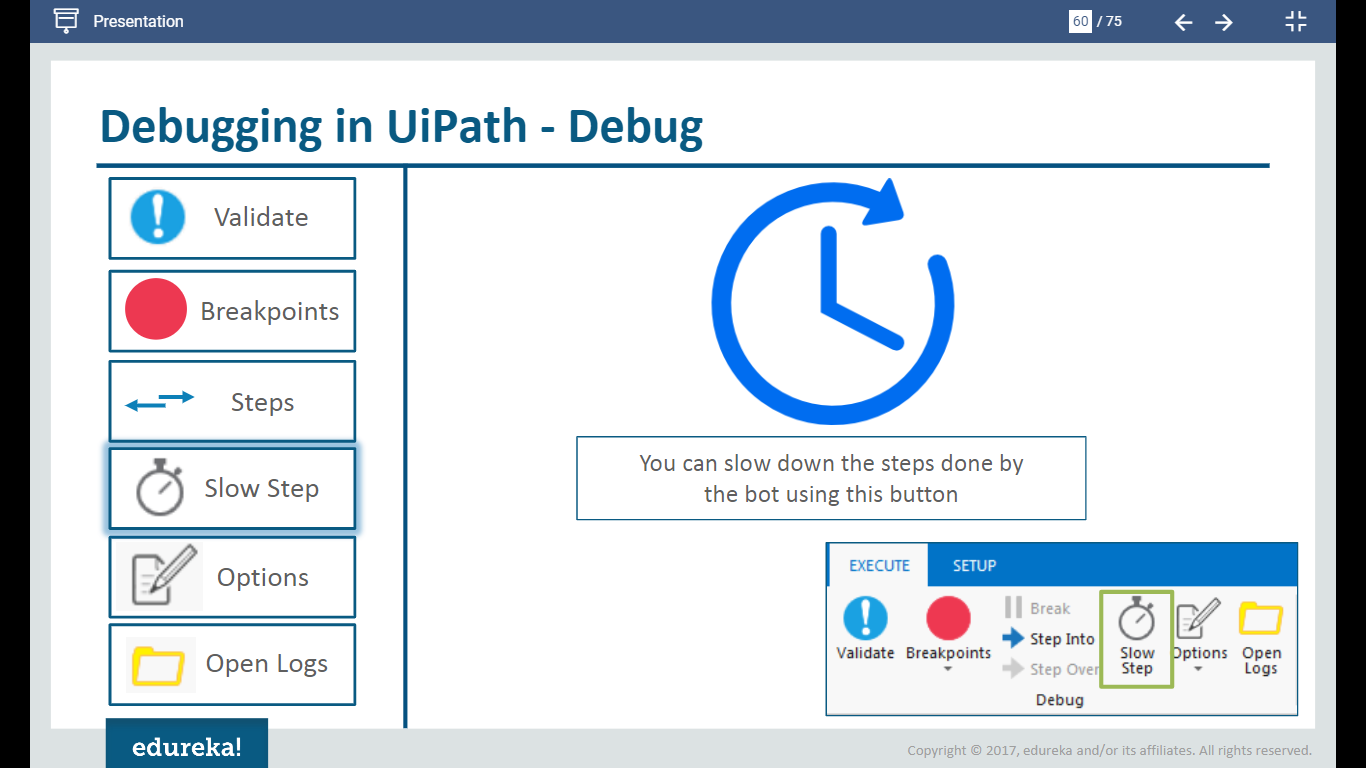 Presentation
60 / 75
Debugging in UiPath - Debug
Validate
Breakpoints
Steps
Slow Step
Options
Open Logs
You can slow down the steps done by
the bot using this button
EXECUTE SETUP
Validate
Breakpoints
Break
Step Into
Step Over
Slow
Step
Options
Open
Logs
Debug
edureka!
Copyright © 2017, edureka and/or its affiliates. All rights reserved.